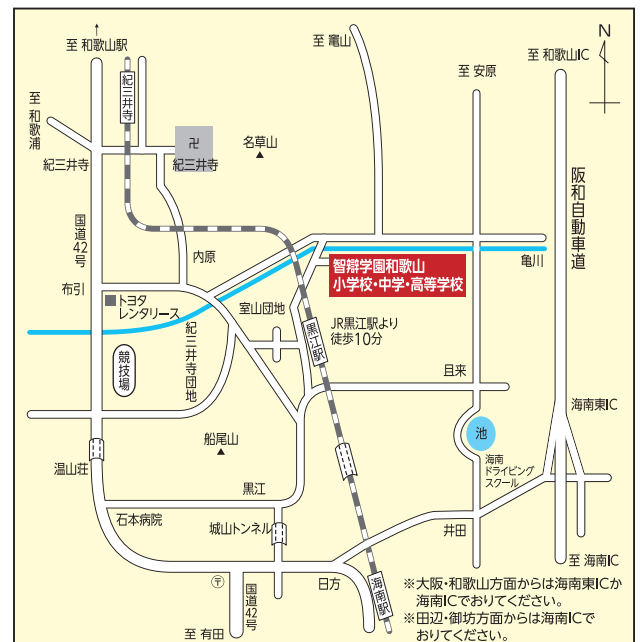 至 和歌山駅
至 竈山
至 和歌山IC
N
至 安原
紀三井寺
至 和歌浦
卍
名草山
紀三井寺
紀三井寺
阪和自動車道
国道42号
内原
亀川
智辯学園和歌山
小学校・中学・高等学校
布引
トヨタ
レンタリース
室山団地
JR黒江駅より
徒歩10分
黒江駅
紀三井寺団地
競技場
且来
海南東IC
池
船尾山
海南
ドライビング
スクール
温山荘
黒江
石本病院
城山トンネル
井田
至 海南IC
〒
国道42号
日方
海南駅
至 有田
※大阪・和歌山方面からは海南東ICか
海南ICでおりてください。
※田辺・御坊方面からは海南ICで
おりてください。